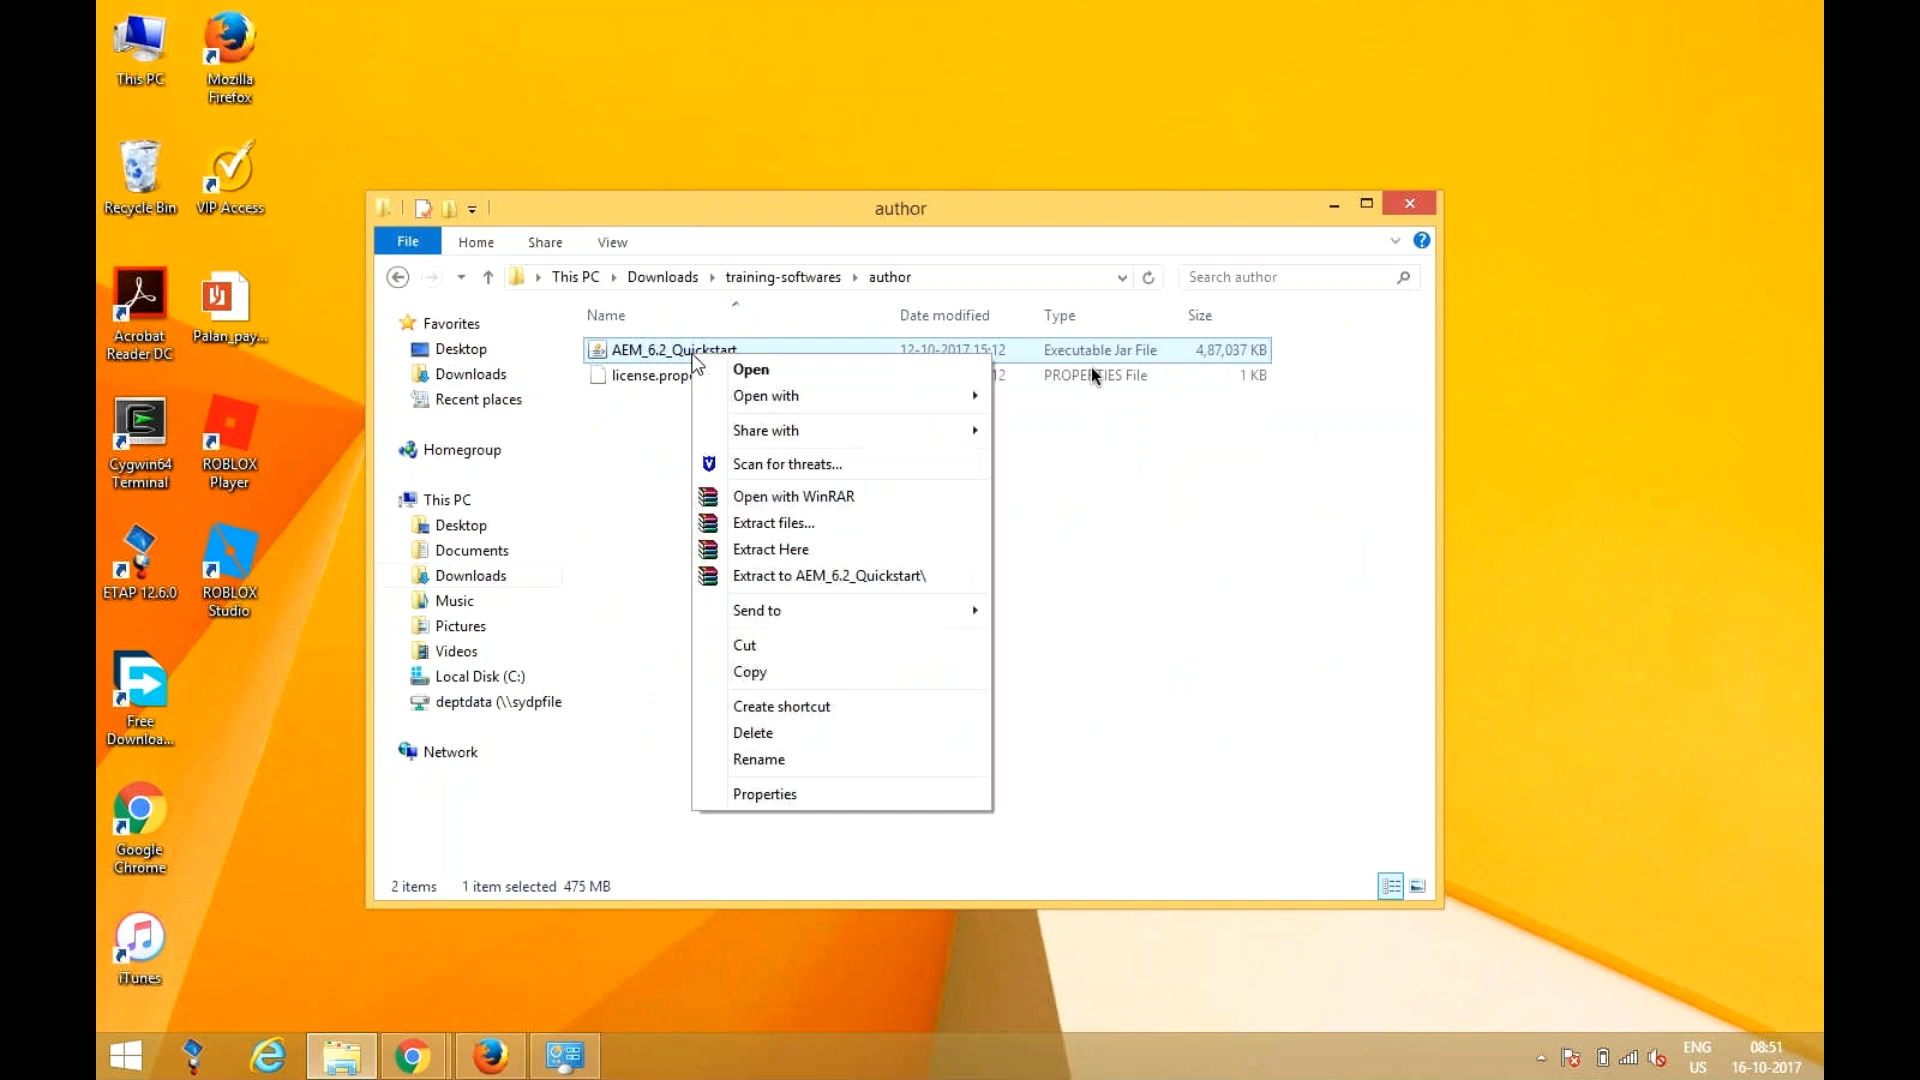 This PC
Mozilla
Firefox
Recycle Bin
VIP Access
Acrobat
Reader DC
Palan_pay...
Cygwin64
Terminal
ROBLOX
Player
ETAP 12.6.0
ROBLOX
Studio
Free
Downloa...
Google
Chrome
iTunes
author
File Home Share View
This PC Downloads training-softwares author
Search author
Name Date modified Type Size
AEM_6.2_Quickstart 12-10-2017 15:12 Executable Jar File 4,87,037 KB
license.prope 12 PROPERTIES File 1 KB
Favorites
Desktop
Downloads
Recent places
Homegroup
This PC
Desktop
Documents
Downloads
Music
Pictures
Videos
Local Disk (C:)
deptdata (\\sydpfile
Network
Open
Open with
Share with
Scan for threats...
Open with WinRAR
Extract files...
Extract Here
Extract to AEM_6.2_Quickstart\
Send to
Cut
Copy
Create shortcut
Delete
Rename
Properties
2 items 1 item selected 475 MB
ENG
US
08:51
16-10-2017